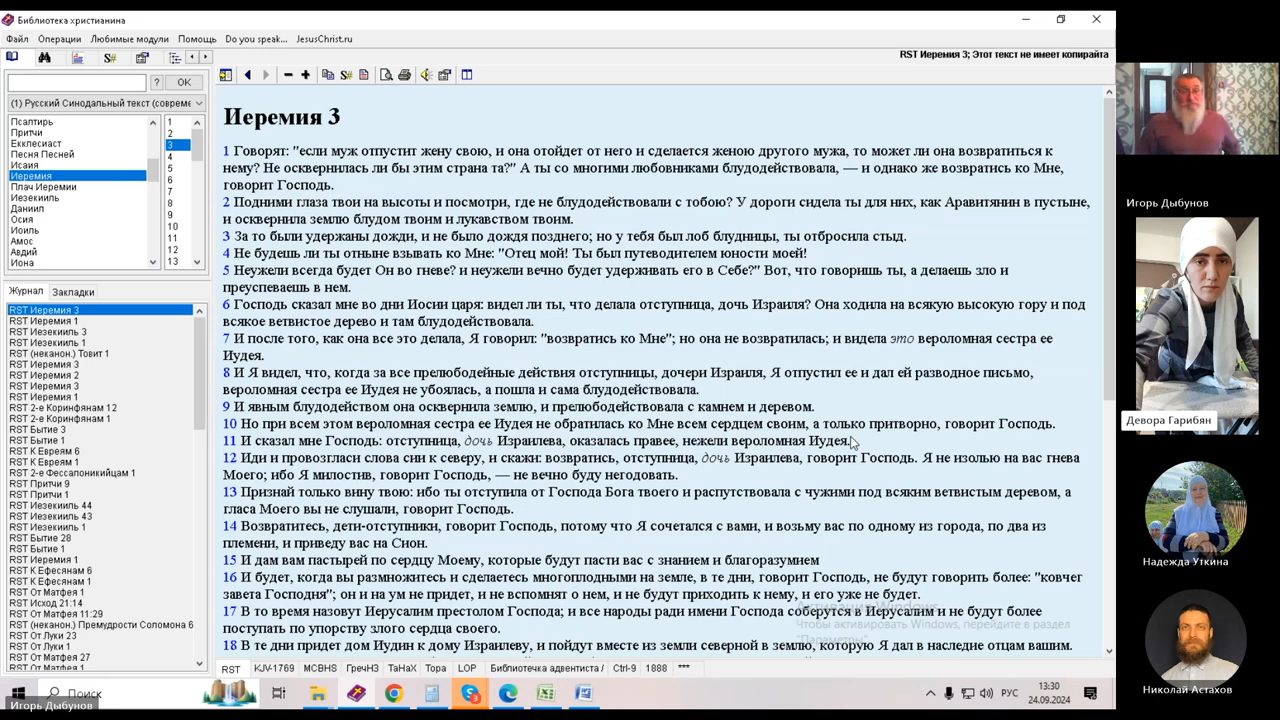 Библиотека христианина
Файл Операции Любимые модули Помощь Do you speak... JesusChrist.ru
S#
RST Иеремия 3; Этот текст не имеет копирайта
? OK
S#
(1) Русский Синодальный текст (совреме
Псалтирь 1
Притчи 2
Екклесиаст 3
Песня Песней 4
Исаия 5
Иеремия 6
Плач Иеремии 7
Иезекииль 8
Даниил 9
Осия 10
Иоиль 11
Амос 12
Авдий 13
Иона
Журнал Закладки
RST Иеремия 3
RST Иеремия 1
RST Иезекииль 3
RST Иезекииль 1
RST (неканон.) Товит 1
RST Иеремия 3
RST Иеремия 2
RST Иеремия 3
RST Иеремия 1
RST 2-е Коринфянам 12
RST 2-е Коринфянам 1
RST Бытие 3
RST Бытие 1
RST К Евреям 6
RST К Евреям 1
RST 2-е Фессалоникийцам 1
RST Притчи 9
RST Притчи 1
RST Иезекииль 44
RST Иезекииль 43
RST Иезекииль 1
RST Бытие 28
RST Бытие 1
RST Иеремия 1
RST К Ефесянам 6
RST К Ефесянам 1
RST От Матфея 1
RST Исход 21:14
RST От Матфея 11:29
RST (неканон.) Премудрости Соломона 6
RST От Луки 23
RST От Луки 1
RST От Матфея 27
RST От Матфея 1
Иеремия 3
1 Говорят: "если муж отпустит жену свою, и она отойдет от него и сделается женою другого мужа, то может ли она возвратиться к
нему? Не осквернилась ли бы этим страна та?" А ты со многими любовниками блудодействовала, — и однако же возвратись ко Мне,
говорит Господь.
2 Подними глаза твои на высоты и посмотри, где не блудодействовали с тобою? У дороги сидела ты для них, как Аравитянин в пустыне,
и осквернила землю блудом твоим и лукавством твоим.
3 За то были удержаны дожди, и не было дождя позднего; но у тебя был лоб блудницы, ты отбросила стыд.
4 Не будешь ли ты отныне взывать ко Мне: "Отец мой! Ты был путеводителем юности моей!
5 Неужели всегда будет Он во гневе? и неужели вечно будет удерживать его в Себе?" Вот, что говоришь ты, а делаешь зло и
преуспеваешь в нем.
6 Господь сказал мне во дни Иосии царя: видел ли ты, что делала отступница, дочь Израиля? Она ходила на всякую высокую гору и под
всякое ветвистое дерево и там блудодействовала.
7 И после того, как она все это делала, Я говорил: "возвратись ко Мне"; но она не возвратилась; и видела это вероломная сестра ее
Иудея.
8 И Я видел, что, когда за все прелюбодейные действия отступницы, дочери Израиля, Я отпустил ее и дал ей разводное письмо,
вероломная сестра ее Иудея не убоялась, а пошла и сама блудодействовала.
9 И явным блудодейством она осквернила землю, и прелюбодействовала с камнем и деревом.
10 Но при всем этом вероломная сестра ее Иудея не обратилась ко Мне всем сердцем своим, а только притворно, говорит Господь.
11 И сказал мне Господь: отступница, дочь Израилева, оказалась правее, нежели вероломная Иудея.
12 Иди и провозгласи слова сии к северу, и скажи: возвратись, отступница, дочь Израилева, говорит Господь. Я не изолью на вас гнева
Моего; ибо Я милостив, говорит Господь, — не вечно буду негодовать.
13 Признай только вину твою: ибо ты отступила от Господа Бога твоего и распутствовала с чужими под всяким ветвистым деревом, а
гласа Моего вы не слушали, говорит Господь.
14 Возвратитесь, дети-отступники, говорит Господь, потому что Я сочетался с вами, и возьму вас по одному из города, по два из
племени, и приведу вас на Сион.
15 И дам вам пастырей по сердцу Моему, которые будут пасти вас с знанием и благоразумием
16 И будет, когда вы размножитесь и сделаетесь многоплодными на земле, в те дни, говорит Господь, не будут говорить более: "ковчег
завета Господня"; он и на ум не придет, и не вспомнят о нем, и не будут приходить к нему, и его уже не будет.
17 В то время назовут Иерусалим престолом Господа; и все народы ради имени Господа соберутся в Иерусалим и не будут более
поступать по упорству злого сердца своего.
18 В те дни придет дом Иудин к дому Израилеву, и пойдут вместе из земли северной в землю, которую Я дал в наследие отцам вашим.
Активация Windows
Чтобы активировать Windows, перейдите в раздел
"Параметры".
RST KJV-1769 МСВНS ГречНЗ ТаНаХ Тора LOP Библиотечка адвентиста / Ctrl-9 1888 ***
Поиск
РУС
13:30
24.09.2024
Игорь Дыбунов
Игорь Дыбунов
Девора Гарибян
Надежда Уткина
Николай Астахов